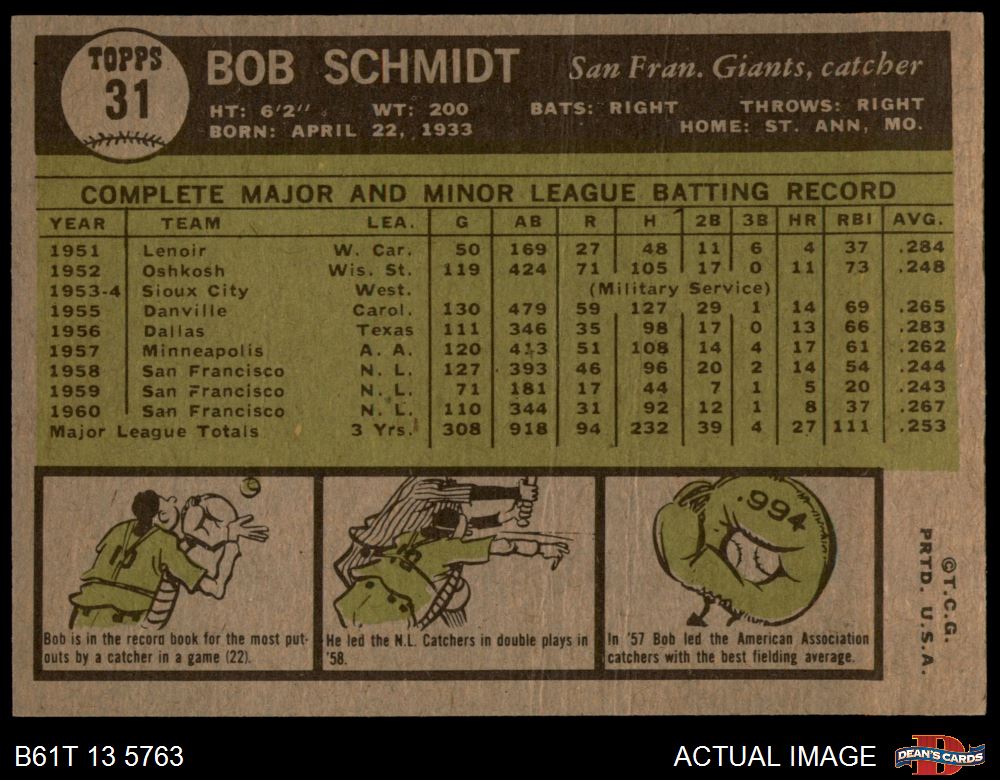 TOPPS
31
BOB SCHMIDT San Fran. Giants, catcher
HT: 6'2" WT: 200 BATS: RIGHT THROWS: RIGHT
BORN: APRIL 22, 1933 HOME: ST. ANN, MO.
COMPLETE MAJOR AND MINOR LEAGUE BATTING RECORD
YEAR TEAM LEA. G AB R H 2B 3B HR RBI AVG.
1951 Lenoir W. Car. 50 169 27 48 11 6 4 37 .284
1952 Oshkosh Wis. St. 119 424 71 105 17 0 11 73 .248
1953-4 Sioux City West. (Military Service)
1955 Danville Carol. 130 479 59 127 29 1 14 69 .265
1956 Dallas Texas 111 346 35 98 17 0 13 66 .283
1957 Minneapolis A. A. 120 413 51 108 14 4 17 61 .262
1958 San Francisco N. L. 127 393 46 96 20 2 14 54 .244
1959 San Francisco N. L. 71 181 17 44 7 1 5 20 .243
1960 San Francisco N. L. 110 344 31 92 12 1 8 37 .267
Major League Totals 3 Yrs. 308 918 94 232 39 4 27 111 .253
Bob is in the record book for the most put-
outs by a catcher in a game (22).
He led the N.L. Catchers in double plays in
'58.
.994
In '57 Bob led the American Association
catchers with the best fielding average.
©T.C.G.
PRTD. U.S.A.
B61T 13 5763
ACTUAL IMAGE
D
DEAN'S CARDS